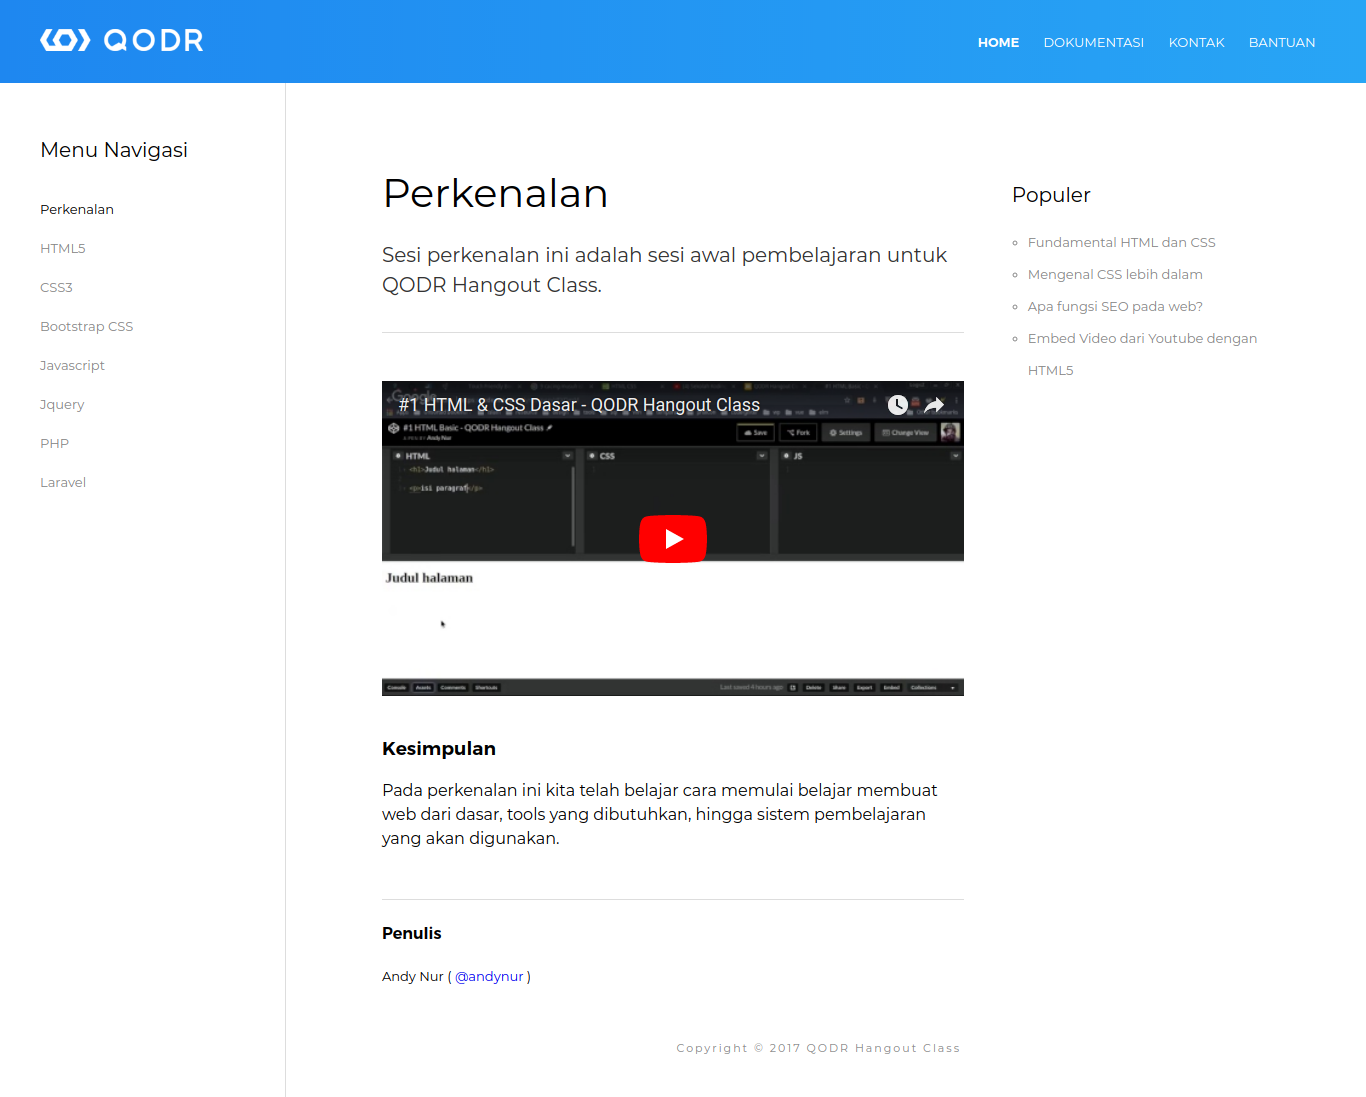 QODR
HOME DOKUMENTASI KONTAK BANTUAN
Menu Navigasi
Perkenalan
HTML5
CSS3
Bootstrap CSS
Javascript
Jquery
PHP
Laravel
Perkenalan
Sesi perkenalan ini adalah sesi awal pembelajaran untuk
QODR Hangout Class.
#1 HTML & CSS Dasar - QODR Hangout Class
#1 HTML Basic - QODR Hangout Class
A PEN BY Andy Nur
Save Fork Settings Change View
HTML CSS JS
<h1>Judul halaman</h1>
<p>isi paragraf</p>
Judul halaman
Console Assets Comments Shortcuts
Last saved 4 hours ago Delete Share Export Embed Collections
Kesimpulan
Pada perkenalan ini kita telah belajar cara memulai belajar membuat
web dari dasar, tools yang dibutuhkan, hingga sistem pembelajaran
yang akan digunakan.
Penulis
Andy Nur ( @andynur )
Copyright © 2017 QODR Hangout Class
Populer
Fundamental HTML dan CSS
Mengenal CSS lebih dalam
Apa fungsi SEO pada web?
Embed Video dari Youtube dengan
HTML5